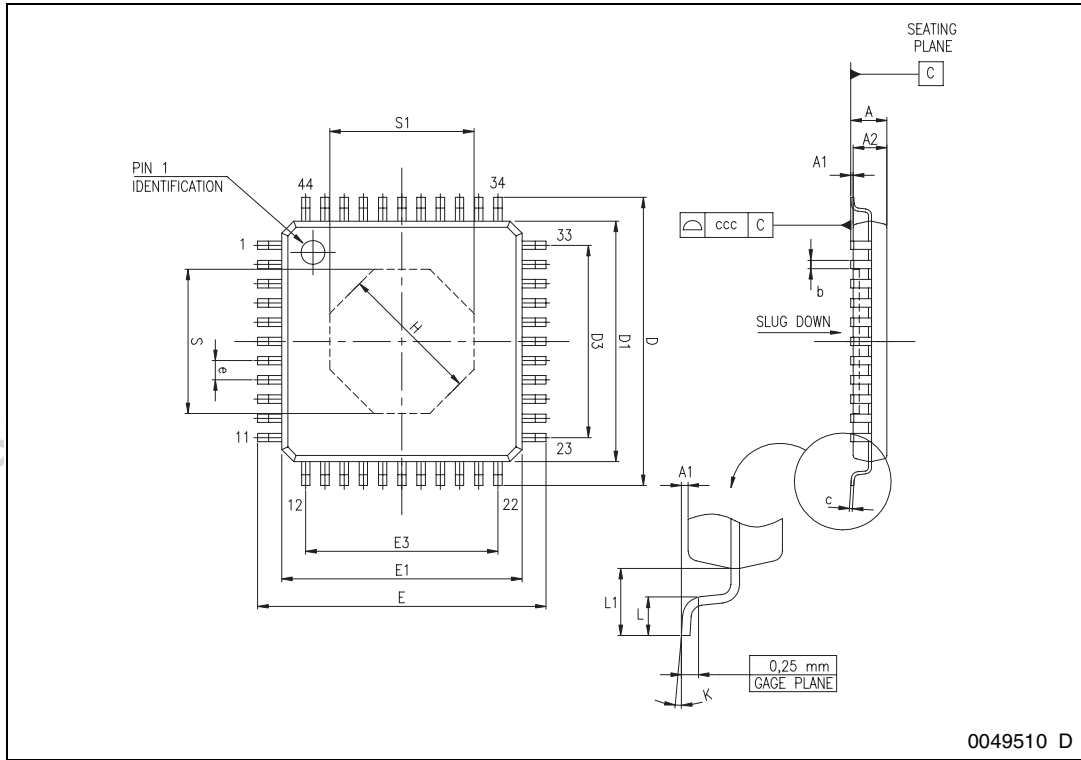 SEATING
PLANE
C
A
A2
A1
S1
PIN 1
IDENTIFICATION
44
34
1
33
ccc
C
b
SLUG DOWN
S
e
H
D3
D1
D
11
23
12
22
E3
E1
E
A1
c
L1
L
0,25 mm
GAGE PLANE
K
0049510 D